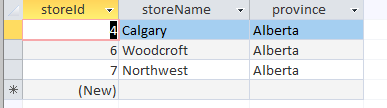 storeId storeName province
4 Calgary Alberta
6 Woodcroft Alberta
7 Northwest Alberta
(New)